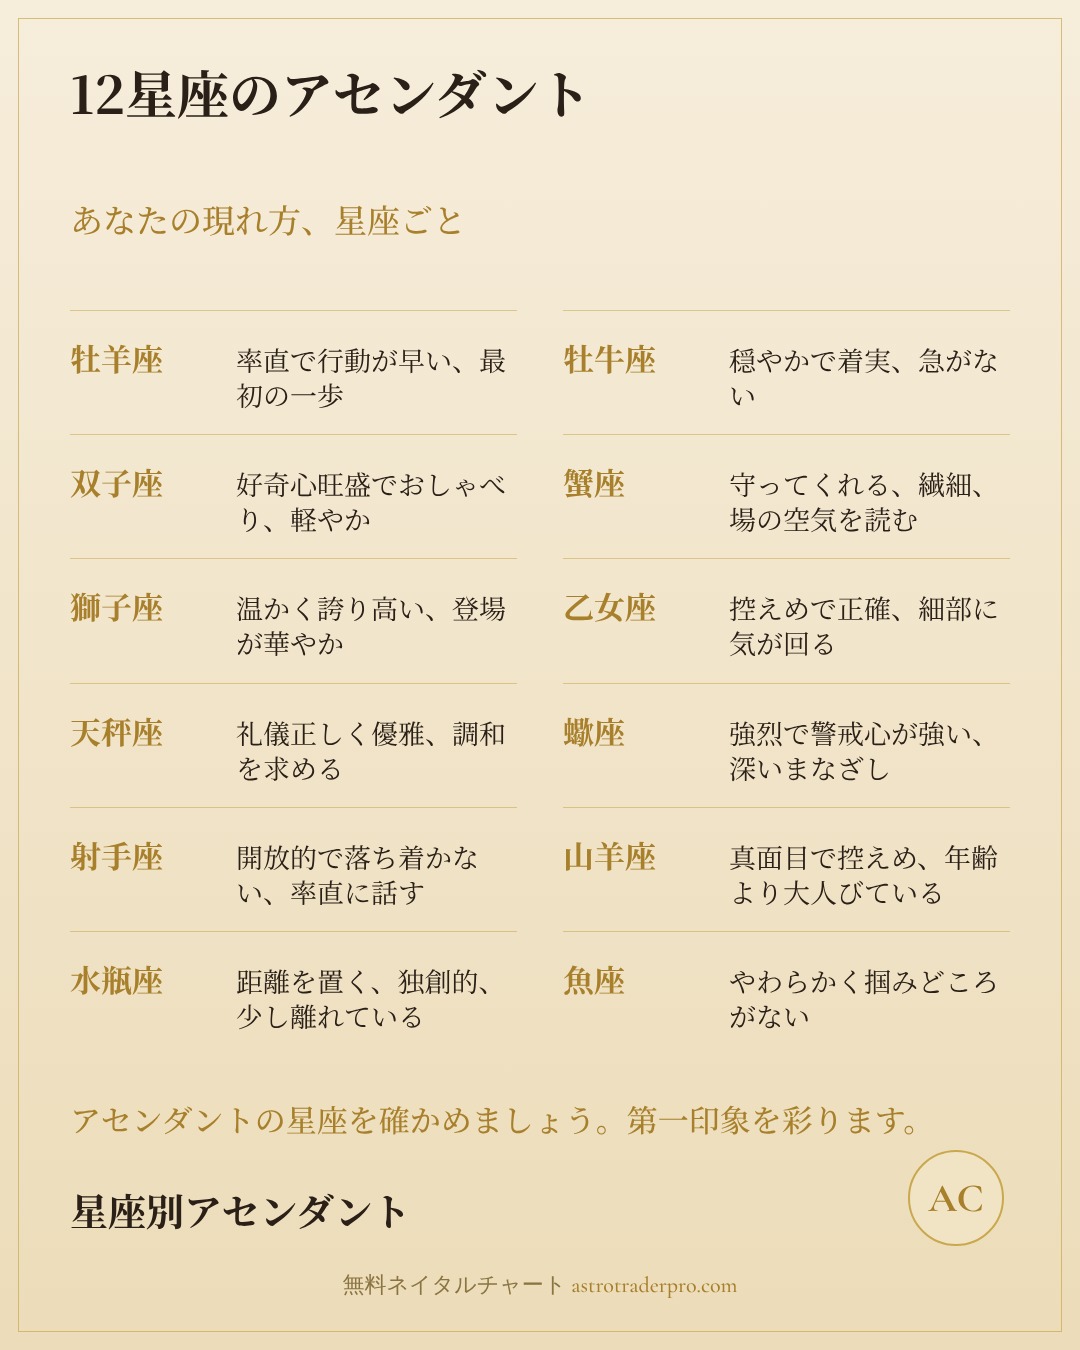 12星座のアセンダント
あなたの現れ方、星座ごと
牡羊座
率直で行動が早い、最
初の一歩
牡牛座
穏やかで着実、急がな
い
双子座
好奇心旺盛でおしゃべ
り、軽やか
蟹座
守ってくれる、繊細、
場の空気を読む
獅子座
温かく誇り高い、登場
が華やか
乙女座
控えめで正確、細部に
気が回る
天秤座
礼儀正しく優雅、調和
を求める
蠍座
強烈で警戒心が強い、
深いまなざし
射手座
開放的で落ち着かな
い、率直に話す
山羊座
真面目で控えめ、年齢
より大人びている
水瓶座
距離を置く、独創的、
少し離れている
魚座
やわらかく掴みどころ
がない
アセンダントの星座を確かめましょう。第一印象を彩ります。
星座別アセンダント
AC
無料ネイタルチャート astrotraderpro.com